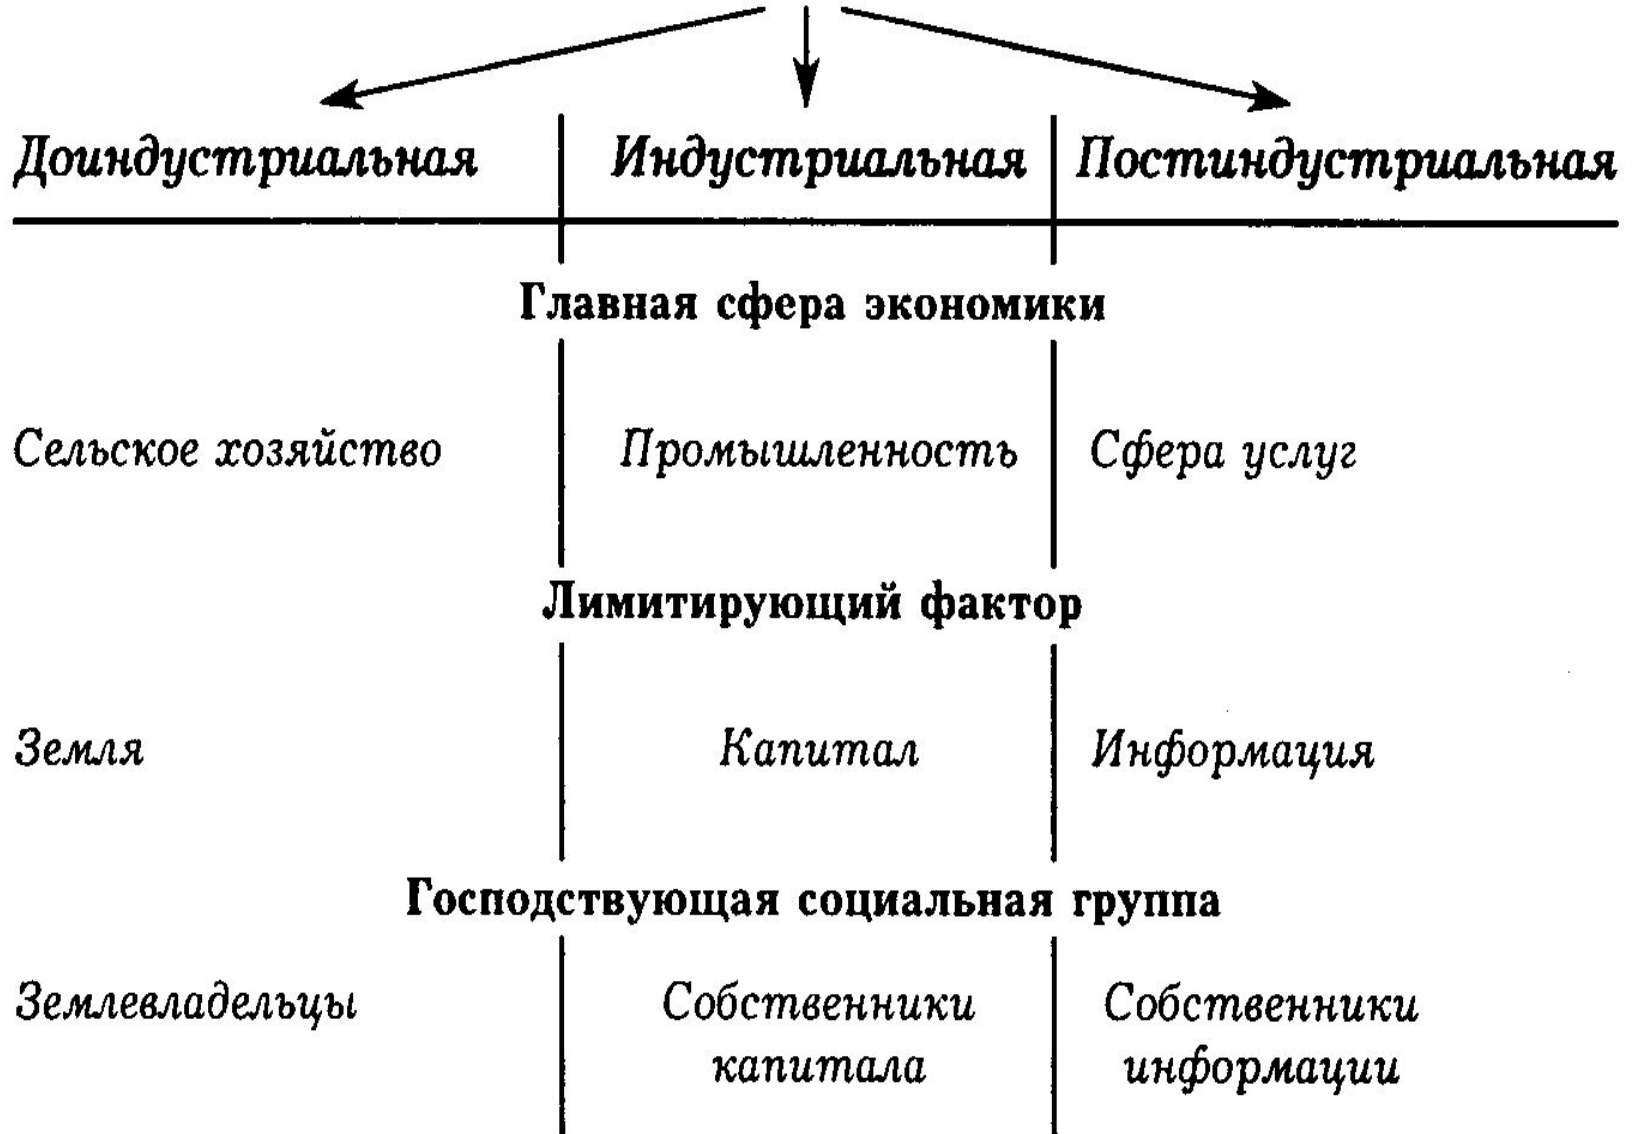 Доиндустриальная Индустриальная Постиндустриальная
Главная сфера экономики
Сельское хозяйство Промышленность Сфера услуг
Лимитирующий фактор
Земля Капитал Информация
Господствующая социальная группа
Землевладельцы Собственники Собственники
капитала информации